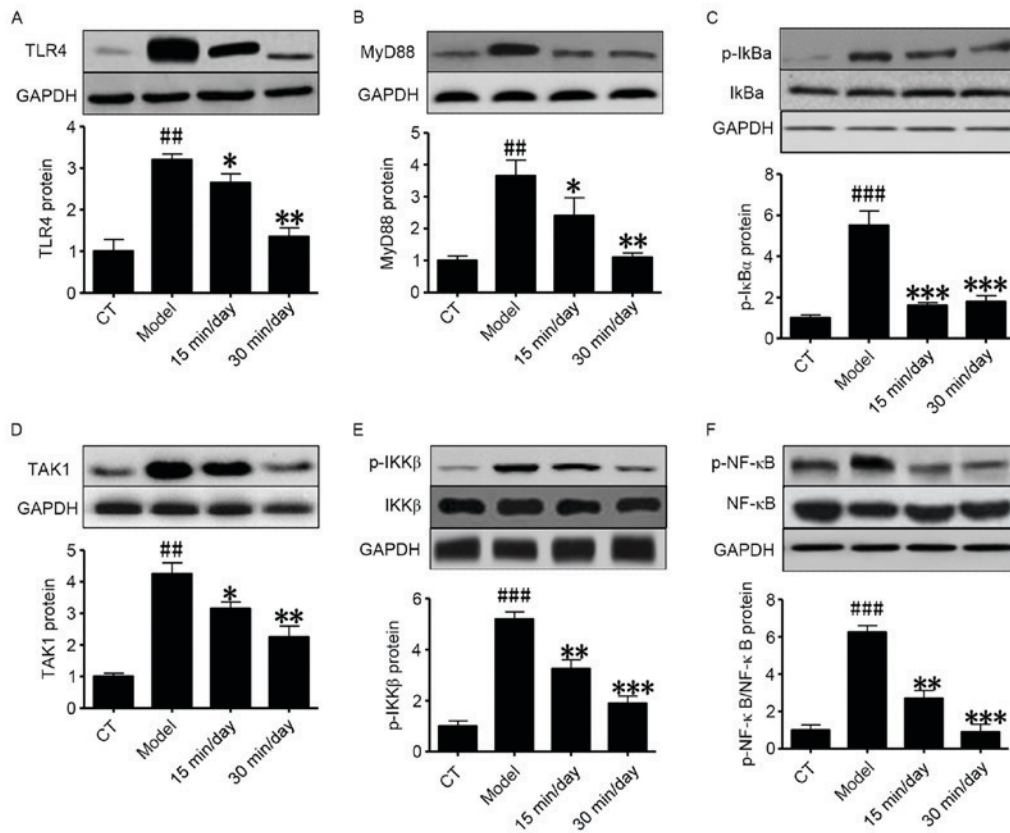 A
TLR4
GAPDH
TLR4 protein
4
3
2
1
0
##
*
**
CT
Model
15 min/day
30 min/day
B
MyD88
GAPDH
MyD88 protein
5
4
3
2
1
0
##
*
**
CT
Model
15 min/day
30 min/day
C
p-IkBa
IkBa
GAPDH
p-IκBα protein
8
6
4
2
0
###
***
***
CT
Model
15 min/day
30 min/day
D
TAK1
GAPDH
TAK1 protein
5
4
3
2
1
0
##
*
**
CT
Model
15 min/day
30 min/day
E
p-IKKβ
IKKβ
GAPDH
p-IKKβ protein
6
4
2
0
###
**
***
CT
Model
15 min/day
30 min/day
F
p-NF-κB
NF-κB
GAPDH
p-NF-κ B/NF-κ B protein
8
6
4
2
0
###
**
***
CT
Model
15 min/day
30 min/day